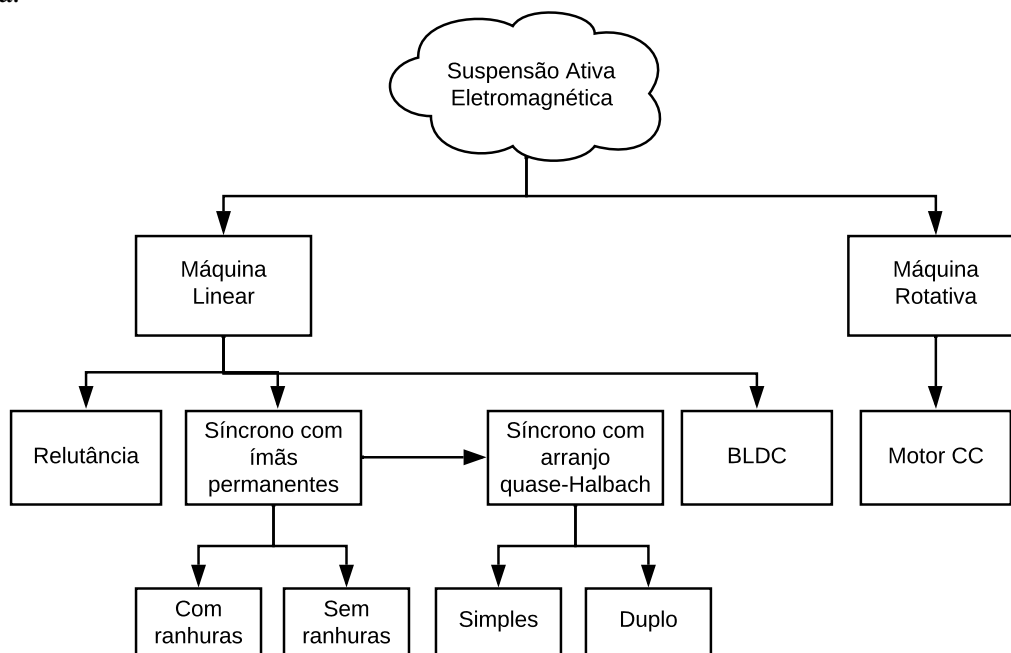 a.
Suspensão Ativa
Eletromagnética
Máquina
Linear
Máquina
Rotativa
Relutância
Síncrono com
ímãs
permanentes
Síncrono com
arranjo
quase-Halbach
BLDC
Motor CC
Com
ranhuras
Sem
ranhuras
Simples
Duplo